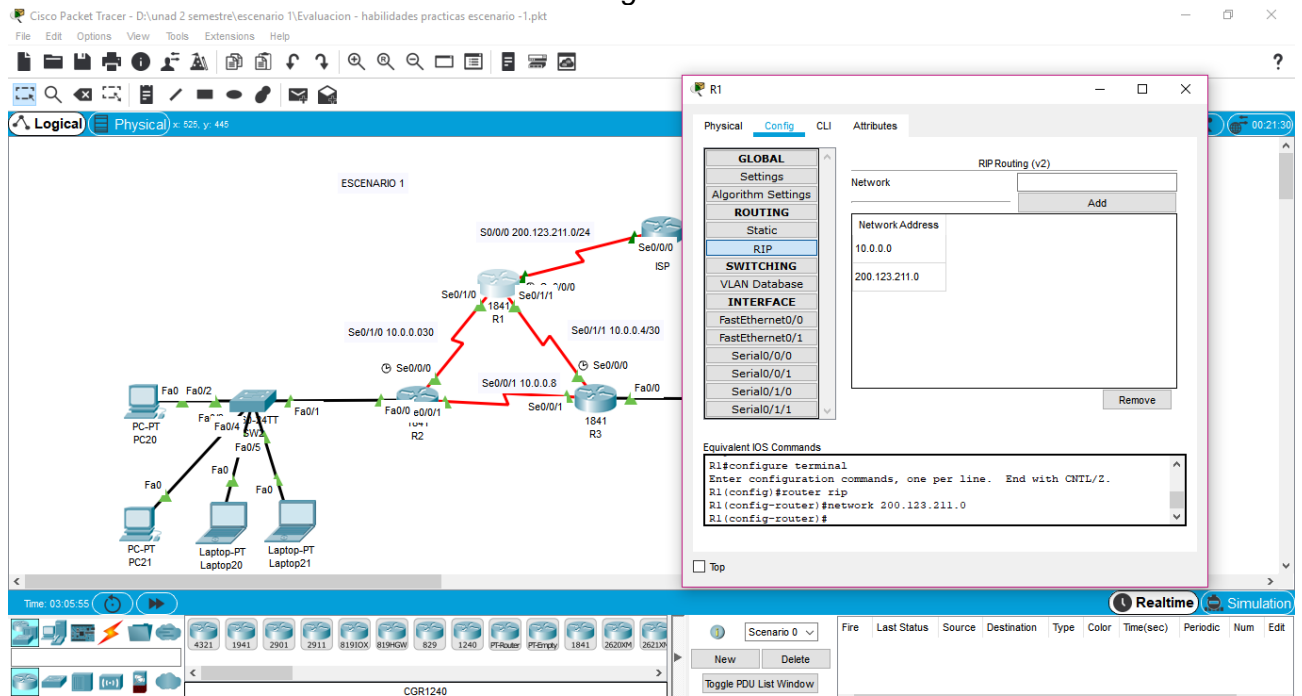 Cisco Packet Tracer - D:\unad 2 semestre\escenario 1\Evaluacion - habilidades practicas escenario -1.pkt
File Edit Options View Tools Extensions Help
?
Logical Physical x: 525, y: 445
00:21:30
ESCENARIO 1
S0/0/0 200.123.211.0/24
Se0/0/0
ISP
Se0/1/0 Se0/1/1
1841
R1
Se0/1/0 10.0.0.030
Se0/1/1 10.0.0.4/30
Se0/0/0
Se0/0/0
Se0/0/1 10.0.0.8
Fa0 Fa0/2
Fa0/1
Fa0/0 e0/0/1
Se0/0/1
Fa0/0
PC-PT
PC20
Fa0/4
SW2
R2
1841
R3
Fa0/5
Fa0
Fa0
Fa0
PC-PT
PC21
Laptop-PT
Laptop20
Laptop-PT
Laptop21
R1
Physical Config CLI Attributes
GLOBAL
Settings
Algorithm Settings
ROUTING
Static
RIP
SWITCHING
VLAN Database
INTERFACE
FastEthernet0/0
FastEthernet0/1
Serial0/0/0
Serial0/0/1
Serial0/1/0
Serial0/1/1
RIP Routing (v2)
Network
Add
Network Address
10.0.0.0
200.123.211.0
Remove
Equivalent IOS Commands
R1#configure terminal
Enter configuration commands, one per line. End with CNTL/Z.
R1(config)#router rip
R1(config-router)#network 200.123.211.0
R1(config-router)#
Top
Time: 03:05:55
Realtime Simulation
4321 1941 2901 2911 819IOX 819HGW 829 1240 PT-Router PT-Empty 1841 2620XM 2621X
CGR1240
Scenario 0
New Delete
Toggle PDU List Window
Fire Last Status Source Destination Type Color Time(sec) Periodic Num Edit